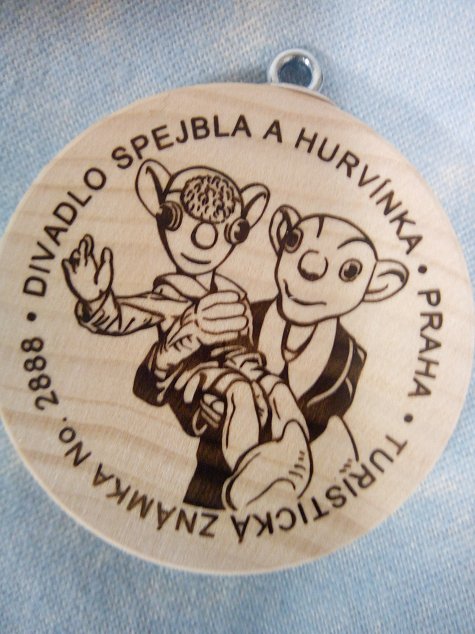 DIVADLO SPEJBLA A HURVÍNKA • PRAHA • TURISTICKÁ ZNÁMKA No. 2888 •